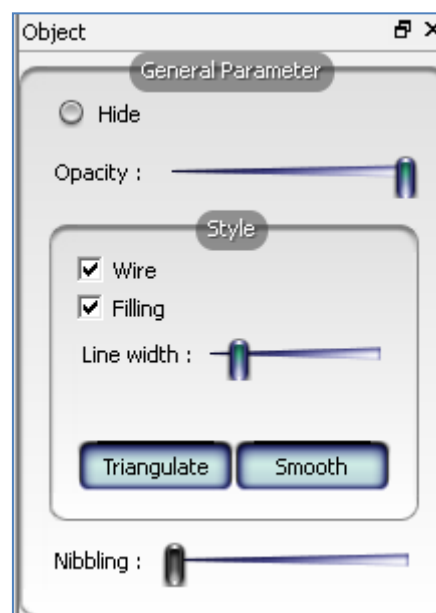 Object
General Parameter
Hide
Opacity :
Style
Wire
Filling
Line width :
Triangulate Smooth
Nibbling :